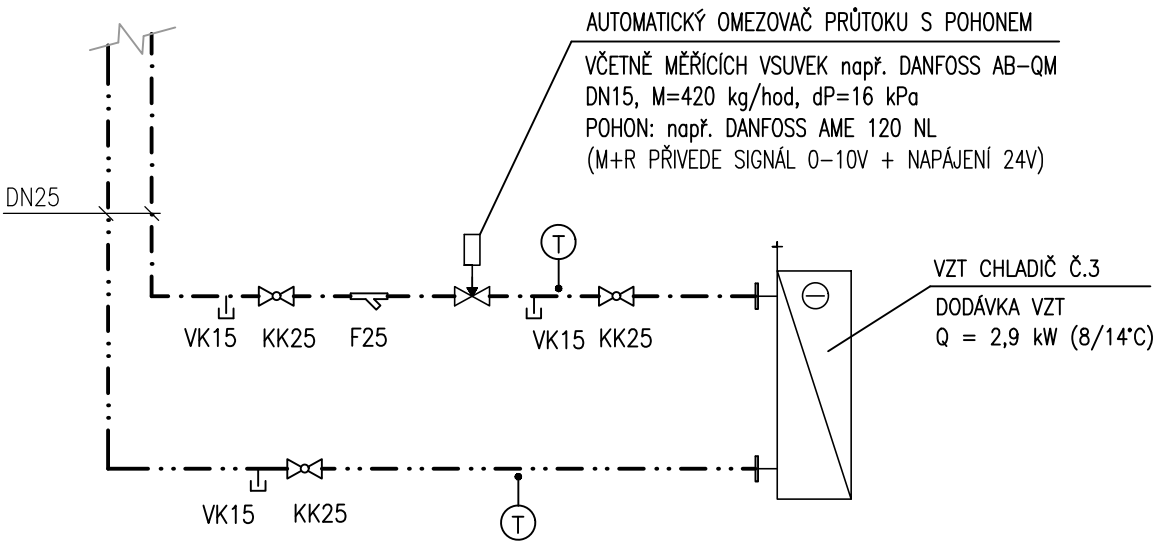 AUTOMATICKÝ OMEZOVAČ PRŮTOKU S POHONEM
VČETNĚ MĚŘÍCÍCH VSUVEK např. DANFOSS AB-QM
DN15, M=420 kg/hod, dP=16 kPa
POHON: např. DANFOSS AME 120 NL
(M+R PŘIVEDE SIGNÁL 0-10V + NAPÁJENÍ 24V)
DN25
T
VZT CHLADIČ Č.3
DODÁVKA VZT
Q = 2,9 kW (8/14°C)
VK15 KK25 F25 VK15 KK25
VK15 KK25
T